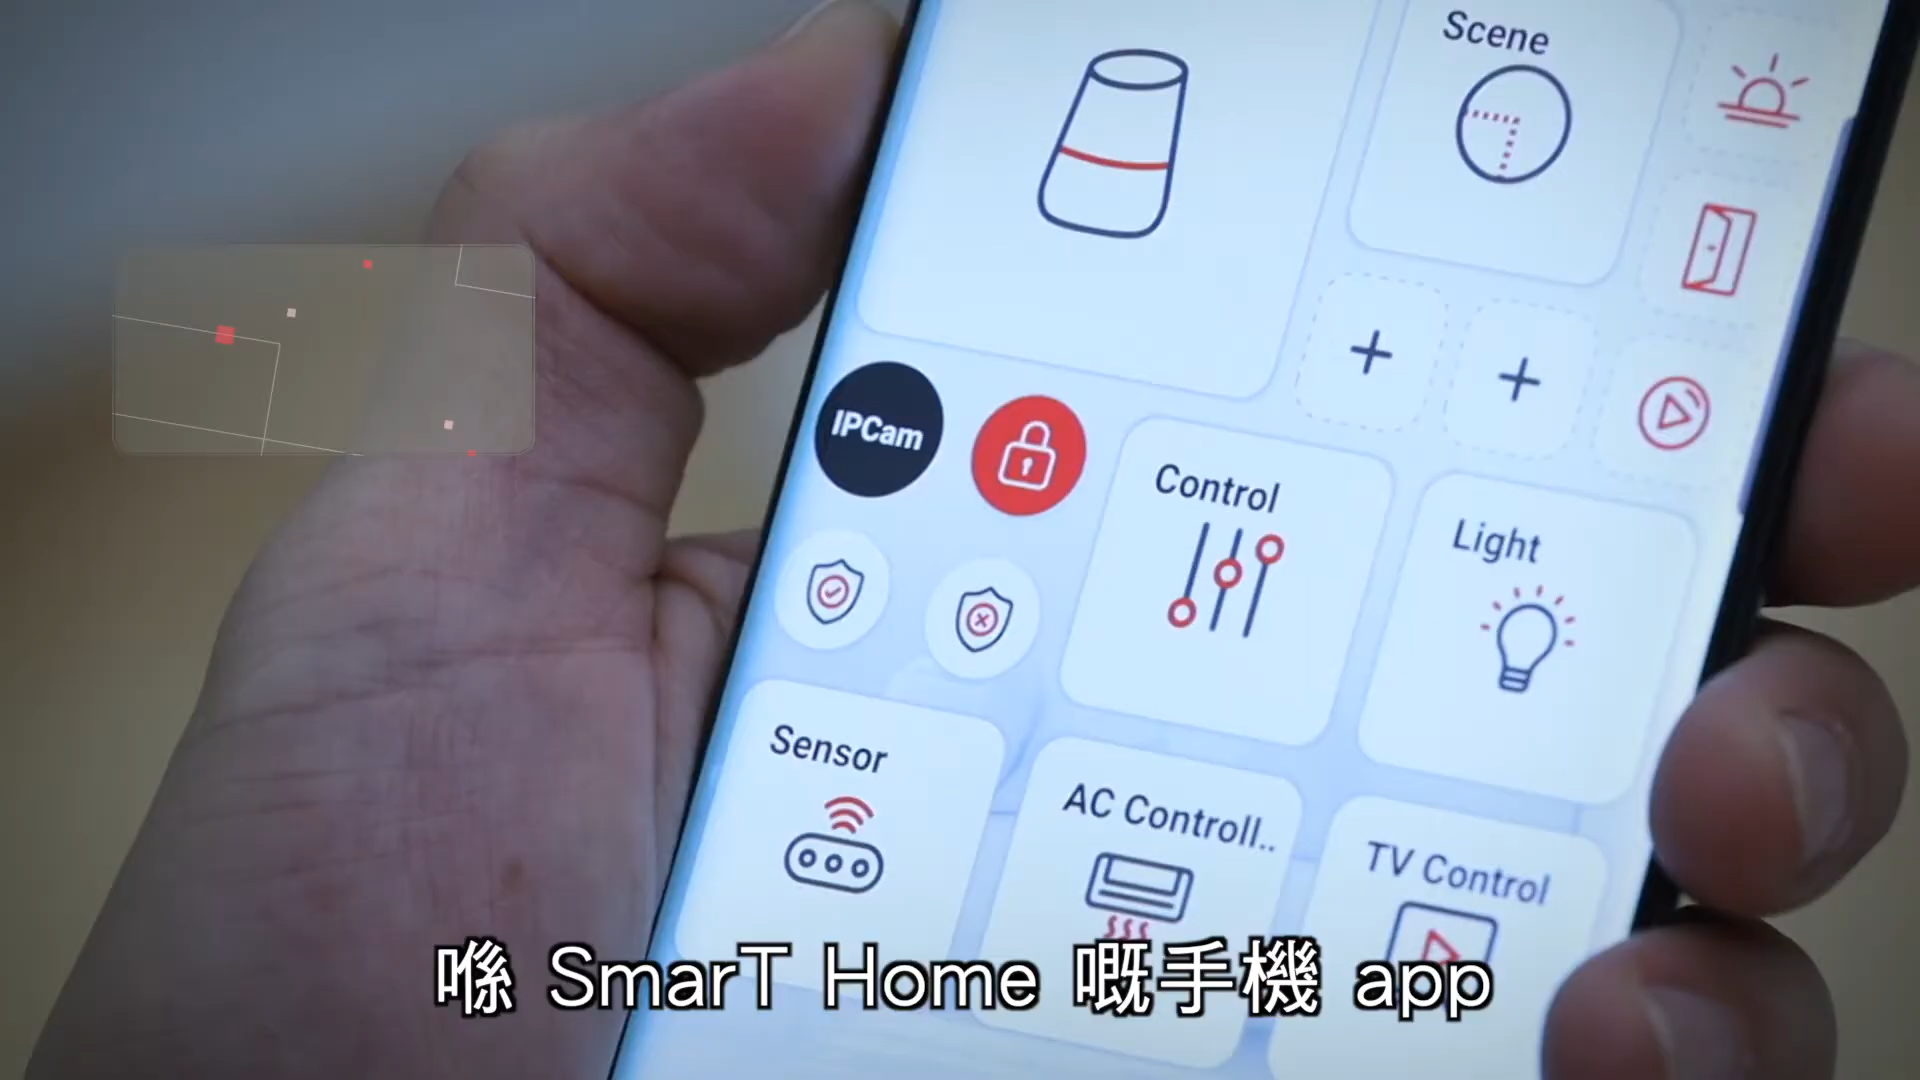 Scene
IPCam
Control
Light
Sensor
AC Controll..
TV Control
喺 SmarT Home 嘅手機 app